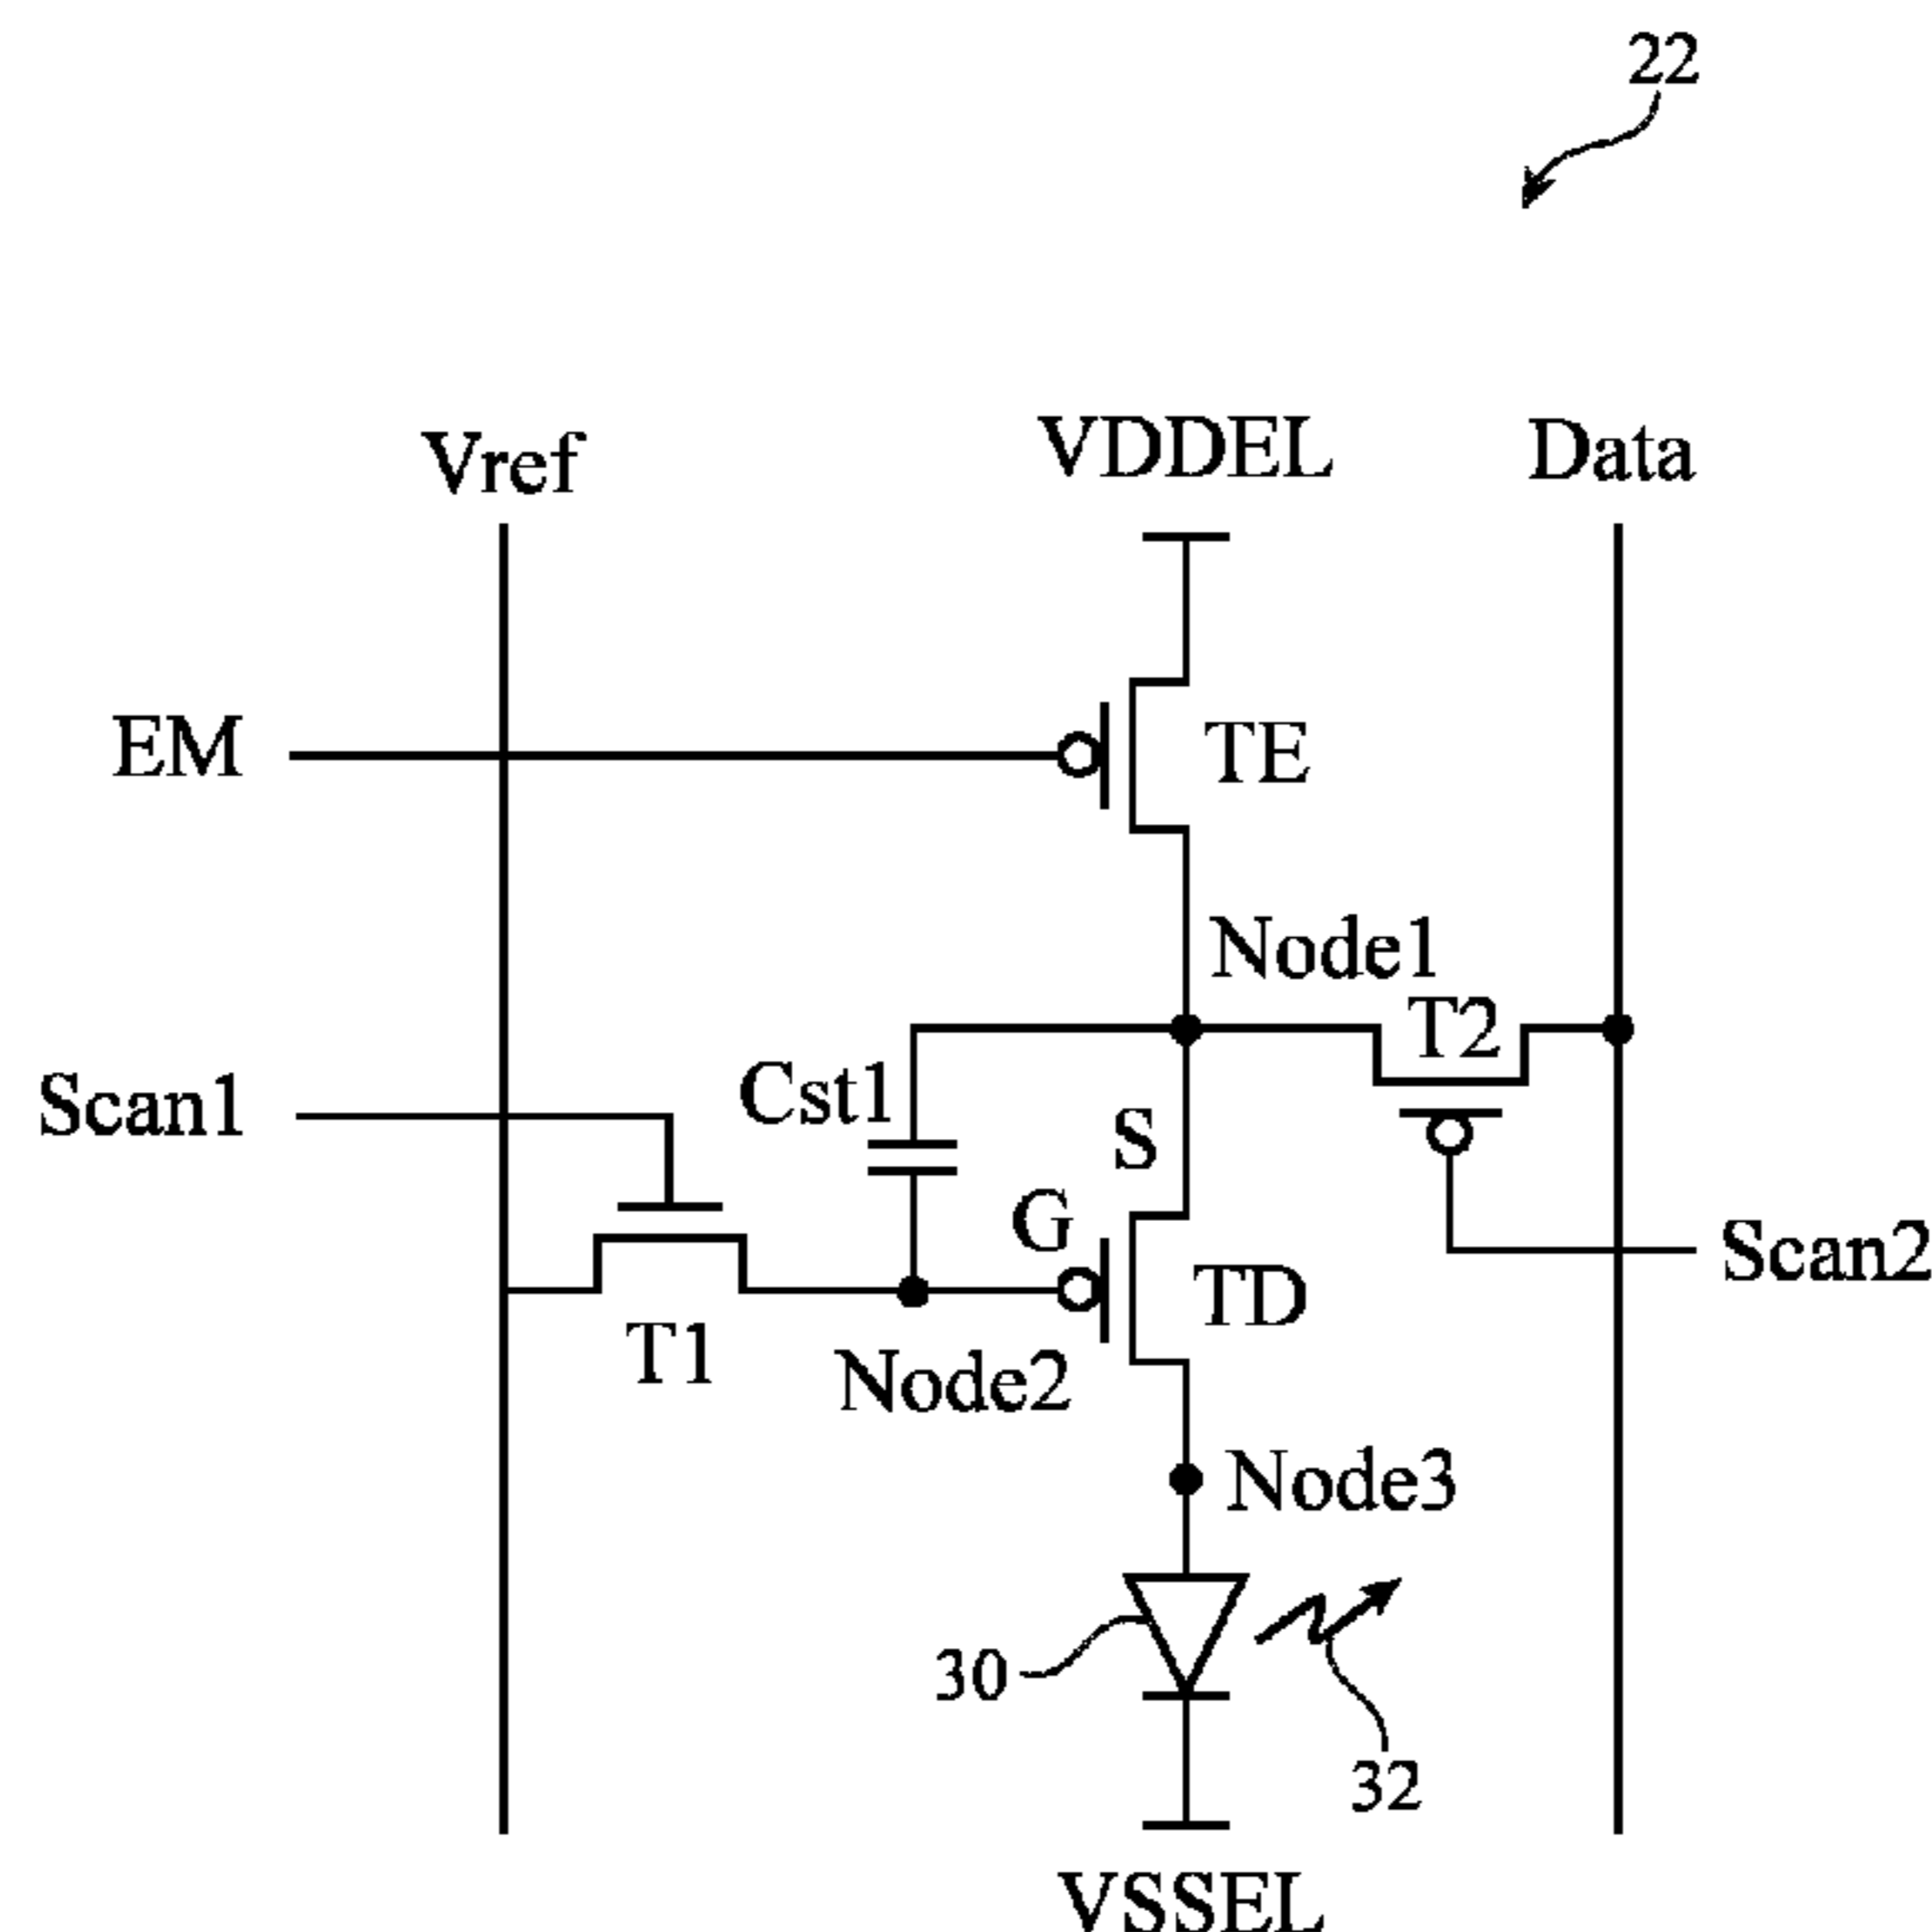 22
Vref
VDDEL
Data
EM
TE
Node1
T2
Scan1
Cst1
S
G
Scan2
TD
T1
Node2
Node3
30
32
VSSEL